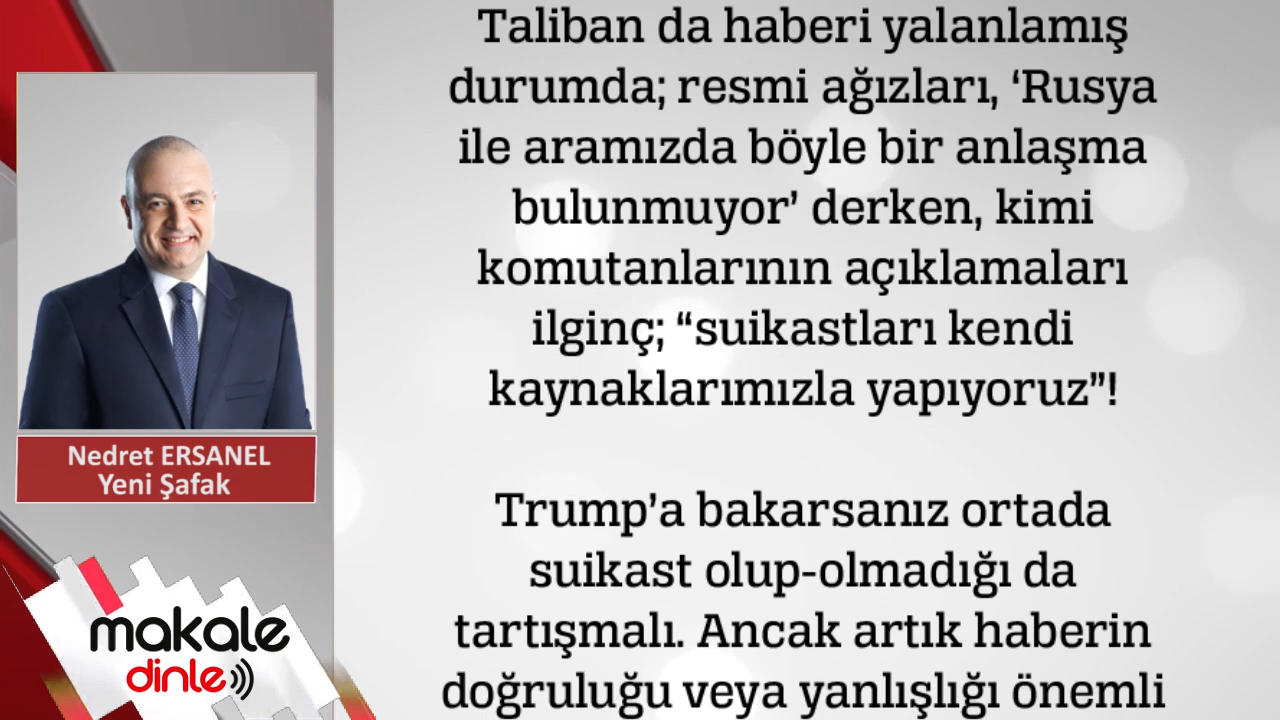 Taliban da haberi yalanlamış
durumda; resmi ağızları, ‘Rusya
ile aramızda böyle bir anlaşma
bulunmuyor’ derken, kimi
komutanlarının açıklamaları
ilginç; “suikastları kendi
kaynaklarımızla yapıyoruz”!
Trump’a bakarsanız ortada
suikast olup-olmadığı da
tartışmalı. Ancak artık haberin
doğruluğu veya yanlışlığı önemli
Nedret ERSANEL
Yeni Şafak
makale
dinle